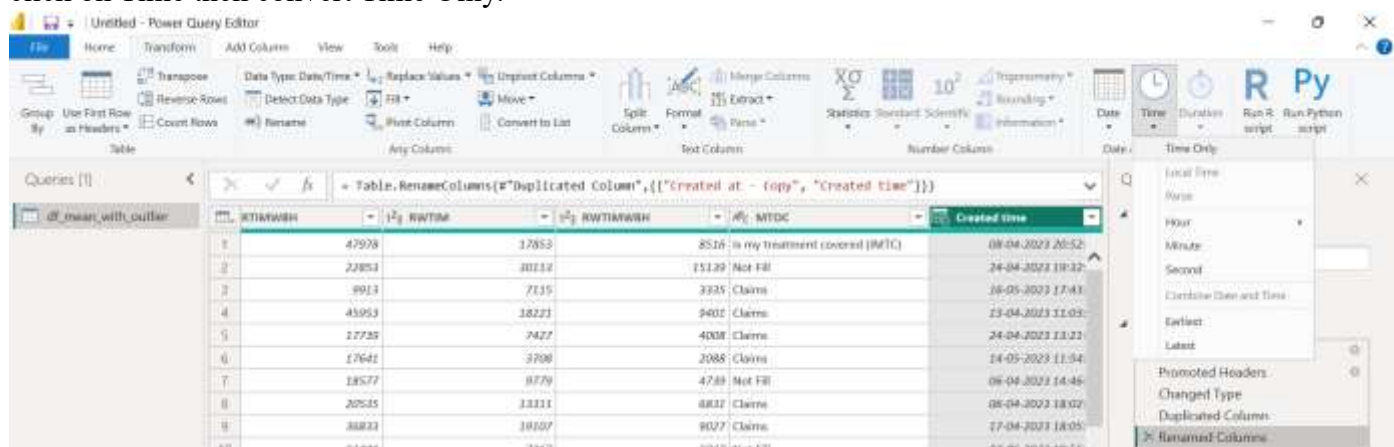 click on Time then convert Time Only.
Untitled - Power Query Editor
File Home Transform Add Column View Tools Help
Group By
Use First Row as Headers
Transpose
Reverse Rows
Count Rows
Table
Data Type: Date/Time
Detect Data Type
Rename
Replace Values
Fill
Pivot Column
Unpivot Columns
Move
Convert to List
Any Column
Split Column
Format
Merge Columns
Extract
Parse
Text Column
Statistics
Standard
Scientific
10²
Trigonometry
Rounding
Information
Number Column
Date
Time
Duration
Run R script
Run Python script
Time Only
Local Time
Parse
Hour
Minute
Second
Combine Date and Time
Earliest
Latest
Queries [1]
df_mean_with_outlier
= Table.RenameColumns(#"Duplicated Column",{{"Created at - Copy", "Created time"}})
RTIMWBH RWTIM RWTIMWBH MTDC Created time
1 47978 17853 8516 Is my treatment covered (IMTC) 08-04-2023 20:52:
2 22853 30153 15139 Not Fill 24-04-2023 19:32:
3 9913 7135 3335 Claims 16-05-2023 17:43:
4 45953 18221 9401 Claims 13-04-2023 11:03:
5 17739 7427 4008 Claims 24-04-2023 13:21:
6 17641 3708 2088 Claims 14-05-2023 11:54:
7 18577 9779 4739 Not Fill 06-04-2023 14:46:
8 20535 13311 6832 Claims 08-04-2023 18:02:
9 36833 19107 9027 Claims 17-04-2023 18:05:
Promoted Headers
Changed Type
Duplicated Column
Renamed Columns